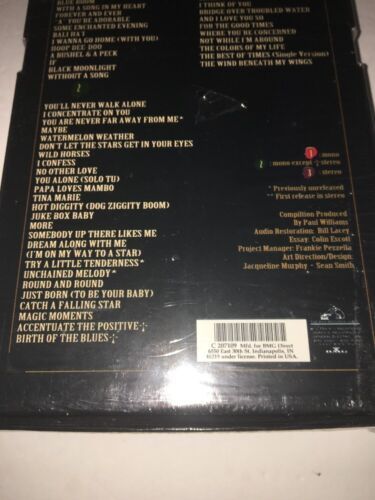 BLUE ROOM
WITH A SONG IN MY HEART
FOREVER AND EVER
"A" YOU'RE ADORABLE
SOME ENCHANTED EVENING
BALI HA'I
I WANNA GO HOME (WITH YOU)
HOOP DEE DOO
A BUSHEL & A PECK
IF
BLACK MOONLIGHT
WITHOUT A SONG
2
YOU'LL NEVER WALK ALONE
I CONCENTRATE ON YOU
YOU ARE NEVER FAR AWAY FROM ME*
MAYBE
WATERMELON WEATHER
DON'T LET THE STARS GET IN YOUR EYES
WILD HORSES
I CONFESS
NO OTHER LOVE
YOU ALONE (SOLO TU)
PAPA LOVES MAMBO
TINA MARIE
HOT DIGGITY (DOG ZIGGITY BOOM)
JUKE BOX BABY
MORE
SOMEBODY UP THERE LIKES ME
DREAM ALONG WITH ME
(I'M ON MY WAY TO A STAR)
TRY A LITTLE TENDERNESS*
UNCHAINED MELODY*
ROUND AND ROUND
JUST BORN (TO BE YOUR BABY)
CATCH A FALLING STAR
MAGIC MOMENTS
ACCENTUATE THE POSITIVE-:-
BIRTH OF THE BLUES-:-
I THINK OF YOU
BRIDGE OVER TROUBLED WATER
AND I LOVE YOU SO
FOR THE GOOD TIMES
WHERE YOU'RE CONCERNED
NOT WHILE I'M AROUND
THE COLORS OF MY LIFE
THE BEST OF TIMES (Single Version)
THE WIND BENEATH MY WINGS
1 :mono
2 :mono except -:- stereo
3 :stereo
* Previously unreleased
** First release in stereo
Compiltion Produced
By Paul Williams
Audio Restoration: Bill Lacey
Essay: Colin Escott
Project Manager: Frankie Pezzella
Art Direction/Design:
Jacqueline Murphy - Sean Smith
C 207109 Mfd. for BMG Direct
6550 East 30th St. Indianapolis, IN
46219 under license. Printed in USA.